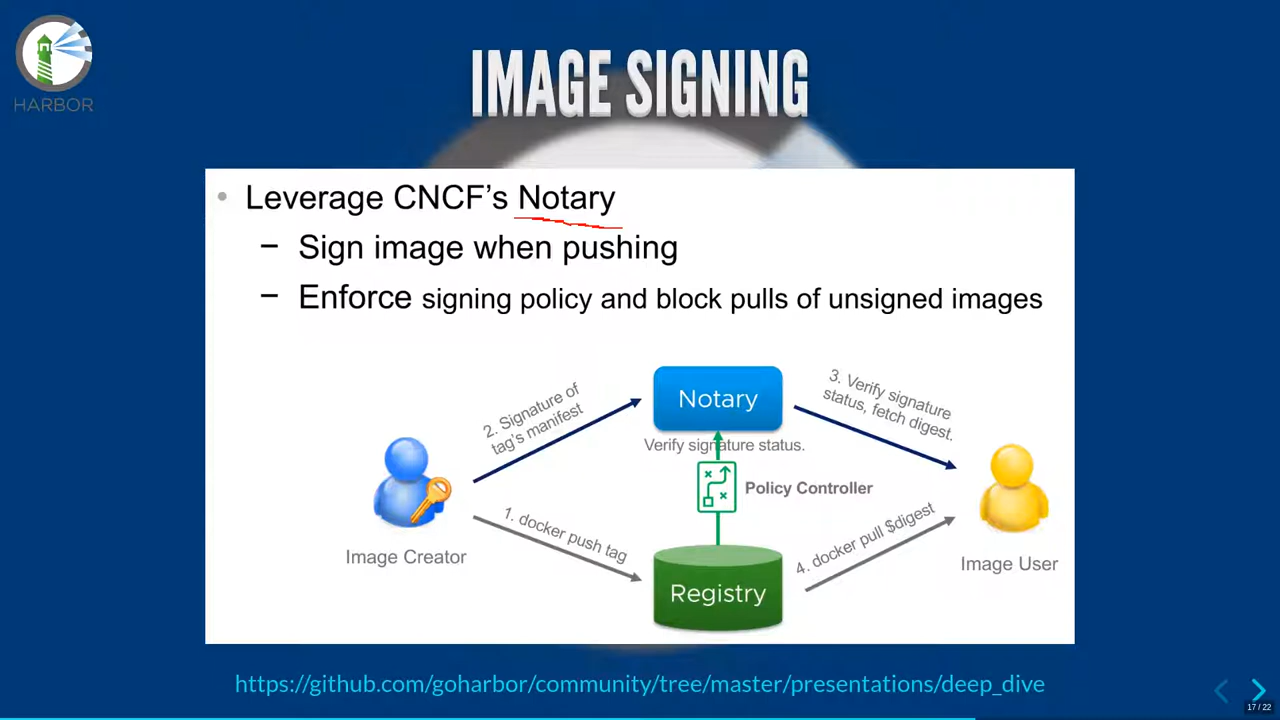 HARBOR
IMAGE SIGNING
• Leverage CNCF’s Notary
– Sign image when pushing
– Enforce signing policy and block pulls of unsigned images
2. Signature of
tag's manifest
Notary
3. Verify signature
status, fetch digest.
Verify signature status.
Policy Controller
Image Creator
1. docker push tag
Registry
4. docker pull $digest
Image User
https://github.com/goharbor/community/tree/master/presentations/deep_dive
17 / 22